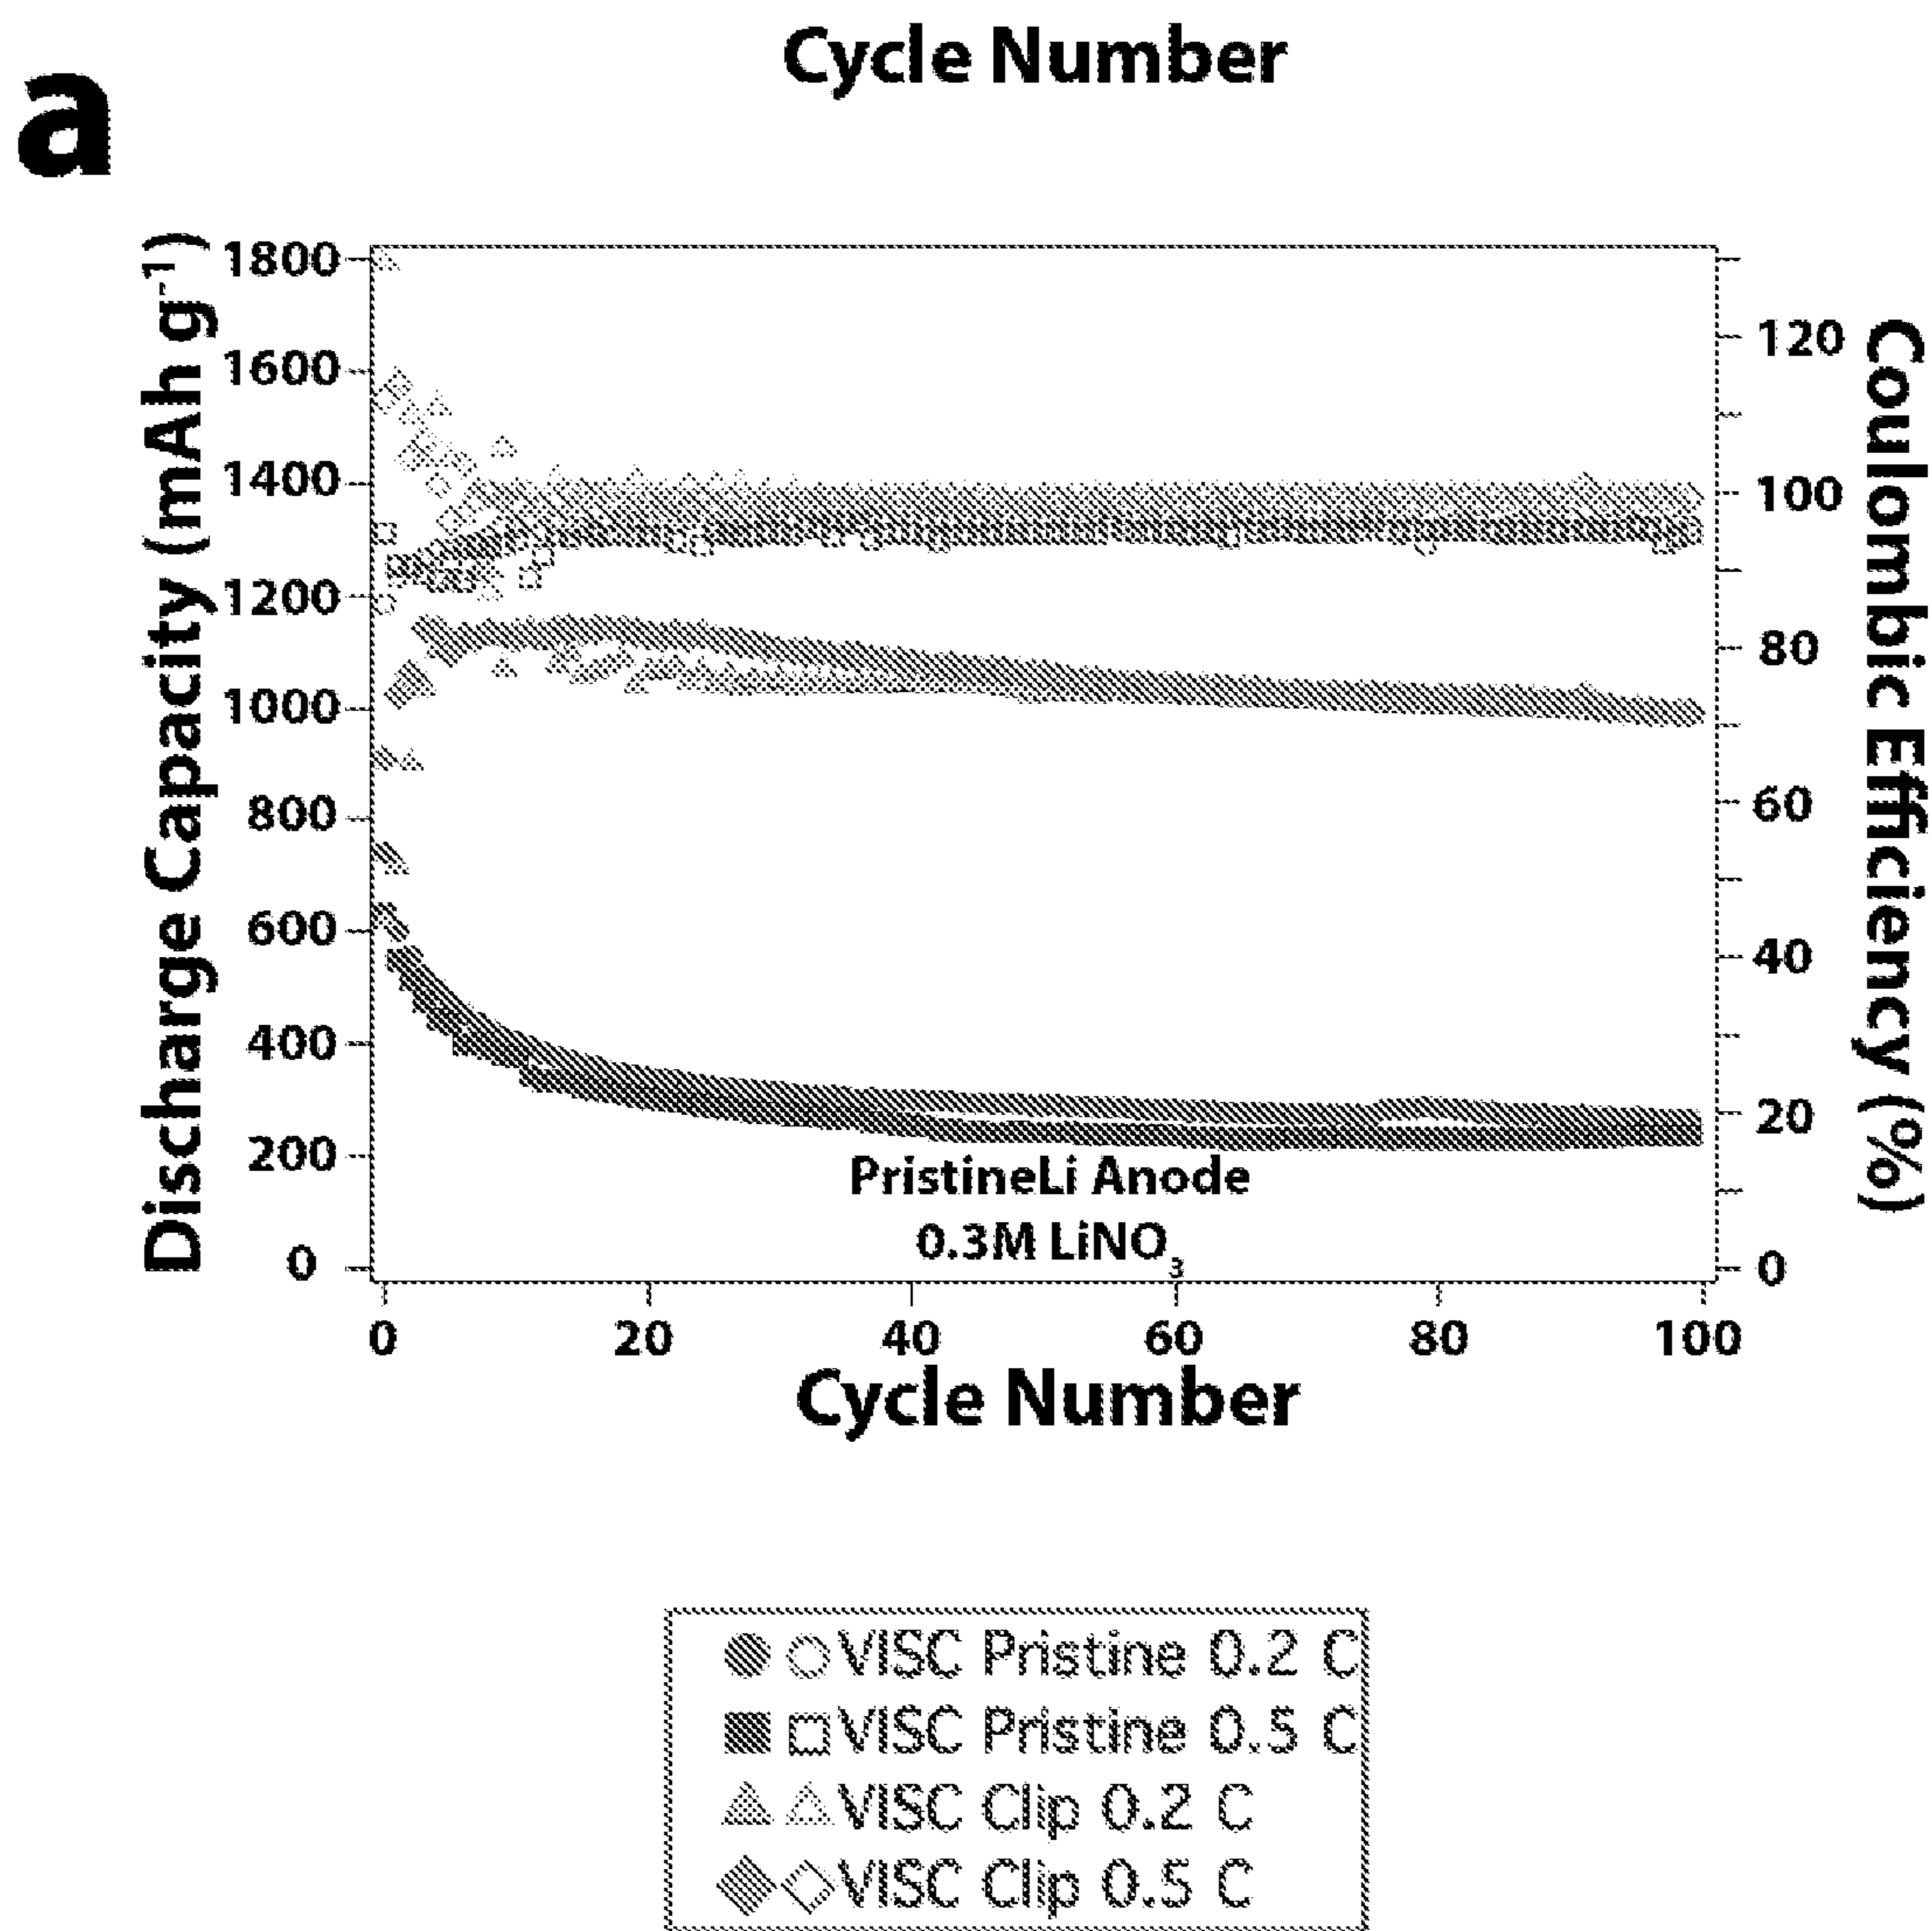 Cycle Number
a
Discharge Capacity (mAh g⁻¹)
1800
1600
1400
1200
1000
800
600
400
200
0
120
100
80
60
40
20
0
Coulombic Efficiency (%)
PristineLi Anode
0.3M LiNO₃
0 20 40 60 80 100
Cycle Number
VISC Pristine 0.2 C
VISC Pristine 0.5 C
VISC Clip 0.2 C
VISC Clip 0.5 C